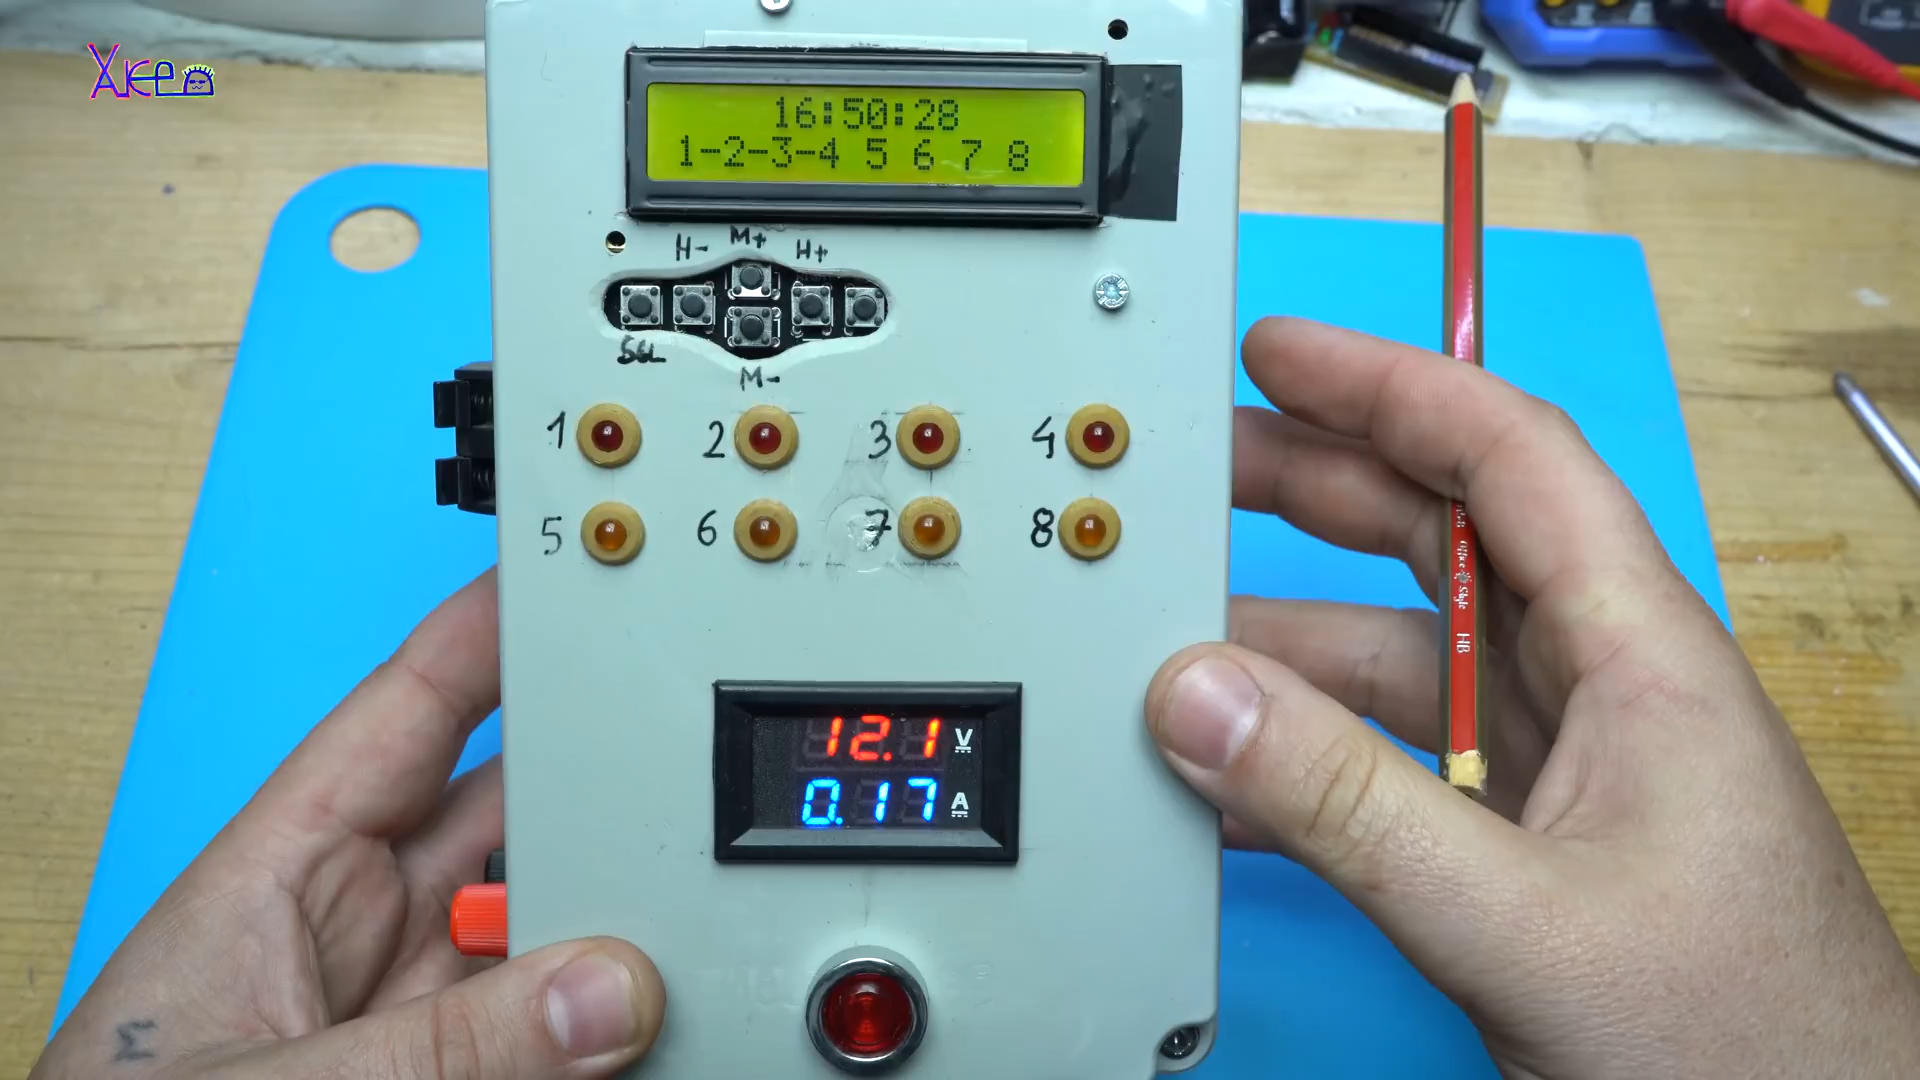 XKEP
16:50:28
1-2-3-4 5 6 7 8
H- M+ H+
SEL
M-
1 2 3 4
5 6 7 8
12.1 V
0.17 A
Office Style HB